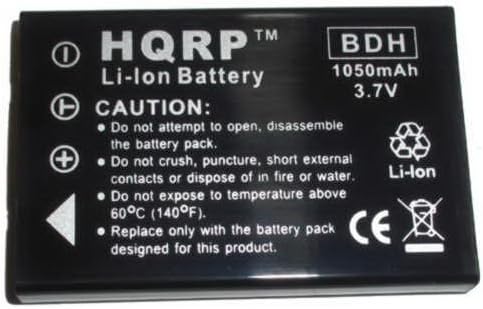 HQRP™
Li-Ion Battery
BDH
1050mAh
3.7V
CAUTION:
• Do not attempt to open, disassemble
the battery pack.
• Do not crush, puncture, short external
contacts or dispose of in fire or water.
• Do not expose to temperature above
60°C (140°F).
• Replace only with the battery pack
designed for this product.
Li-Ion
CE